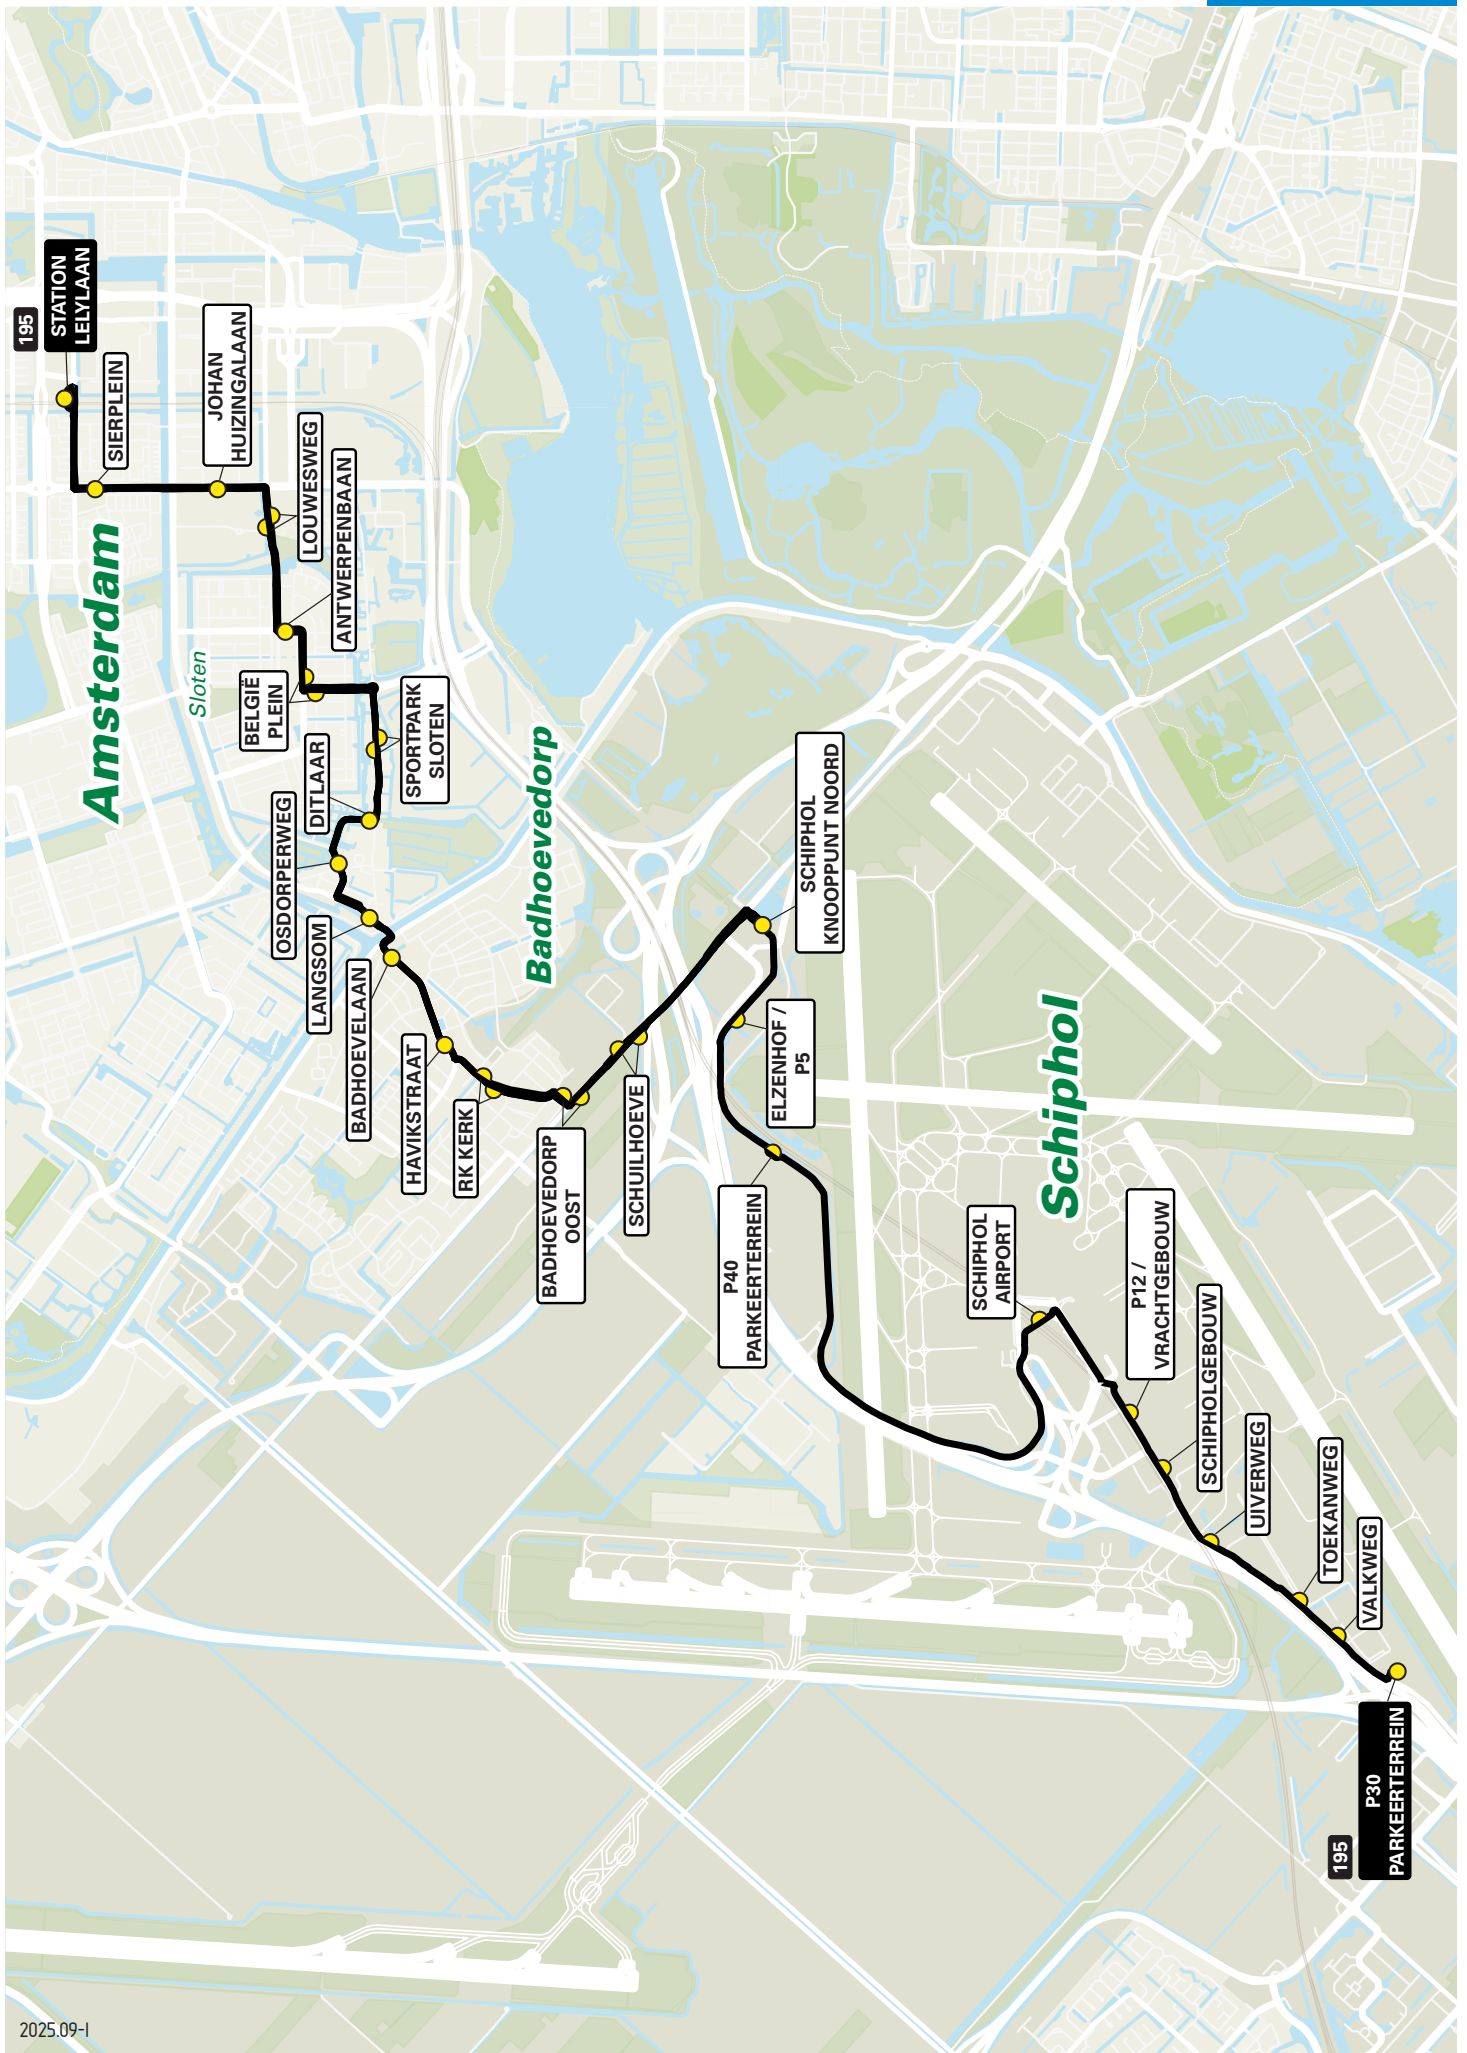 195
STATION
LELYLAAN
SIERPLEIN
JOHAN
HUIZINGALAAN
LOUWESWEG
ANTWERPENBAAN
Amsterdam
Sloten
BELGIË
PLEIN
SPORTPARK
SLOTEN
DITLAAR
OSDORPERWEG
LANGSOM
BADHOEVELAAN
Badhoevedorp
HAVIKSTRAAT
RK KERK
BADHOEVEDORP
OOST
SCHUILHOEVE
SCHIPHOL
KNOOPPUNT NOORD
ELZENHOF /
P5
P40
PARKEERTERREIN
Schiphol
SCHIPHOL
AIRPORT
P12 /
VRACHTGEBOUW
SCHIPHOLGEBOUW
UIVERWEG
TOEKANWEG
VALKWEG
195
P30
PARKEERTERREIN
2025.09-I